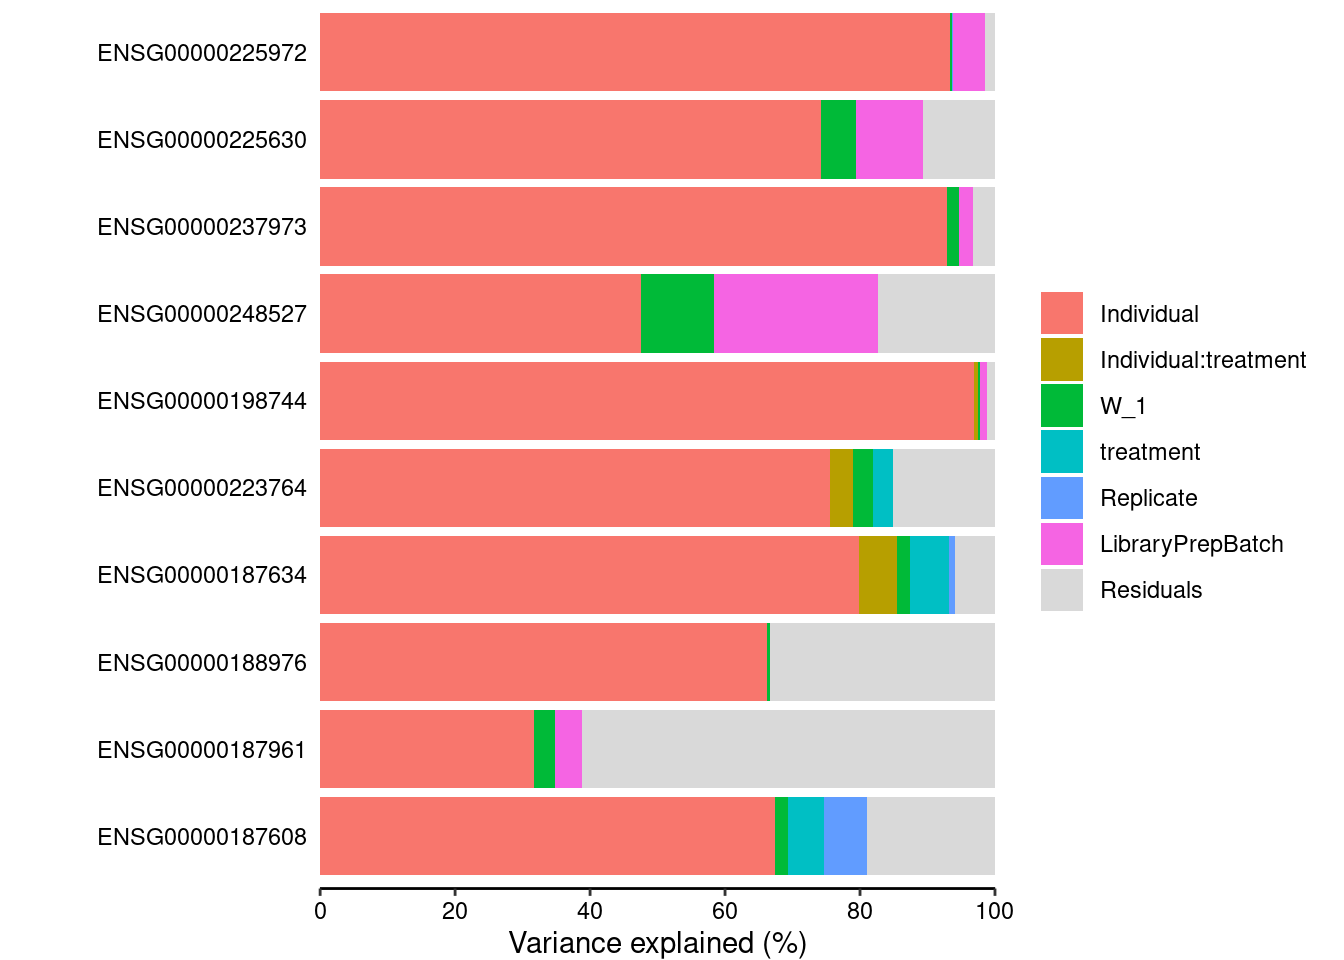 ENSG00000225972
ENSG00000225630
ENSG00000237973
ENSG00000248527
ENSG00000198744
ENSG00000223764
ENSG00000187634
ENSG00000188976
ENSG00000187961
ENSG00000187608
0 20 40 60 80 100
Variance explained (%)
Individual
Individual:treatment
W_1
treatment
Replicate
LibraryPrepBatch
Residuals